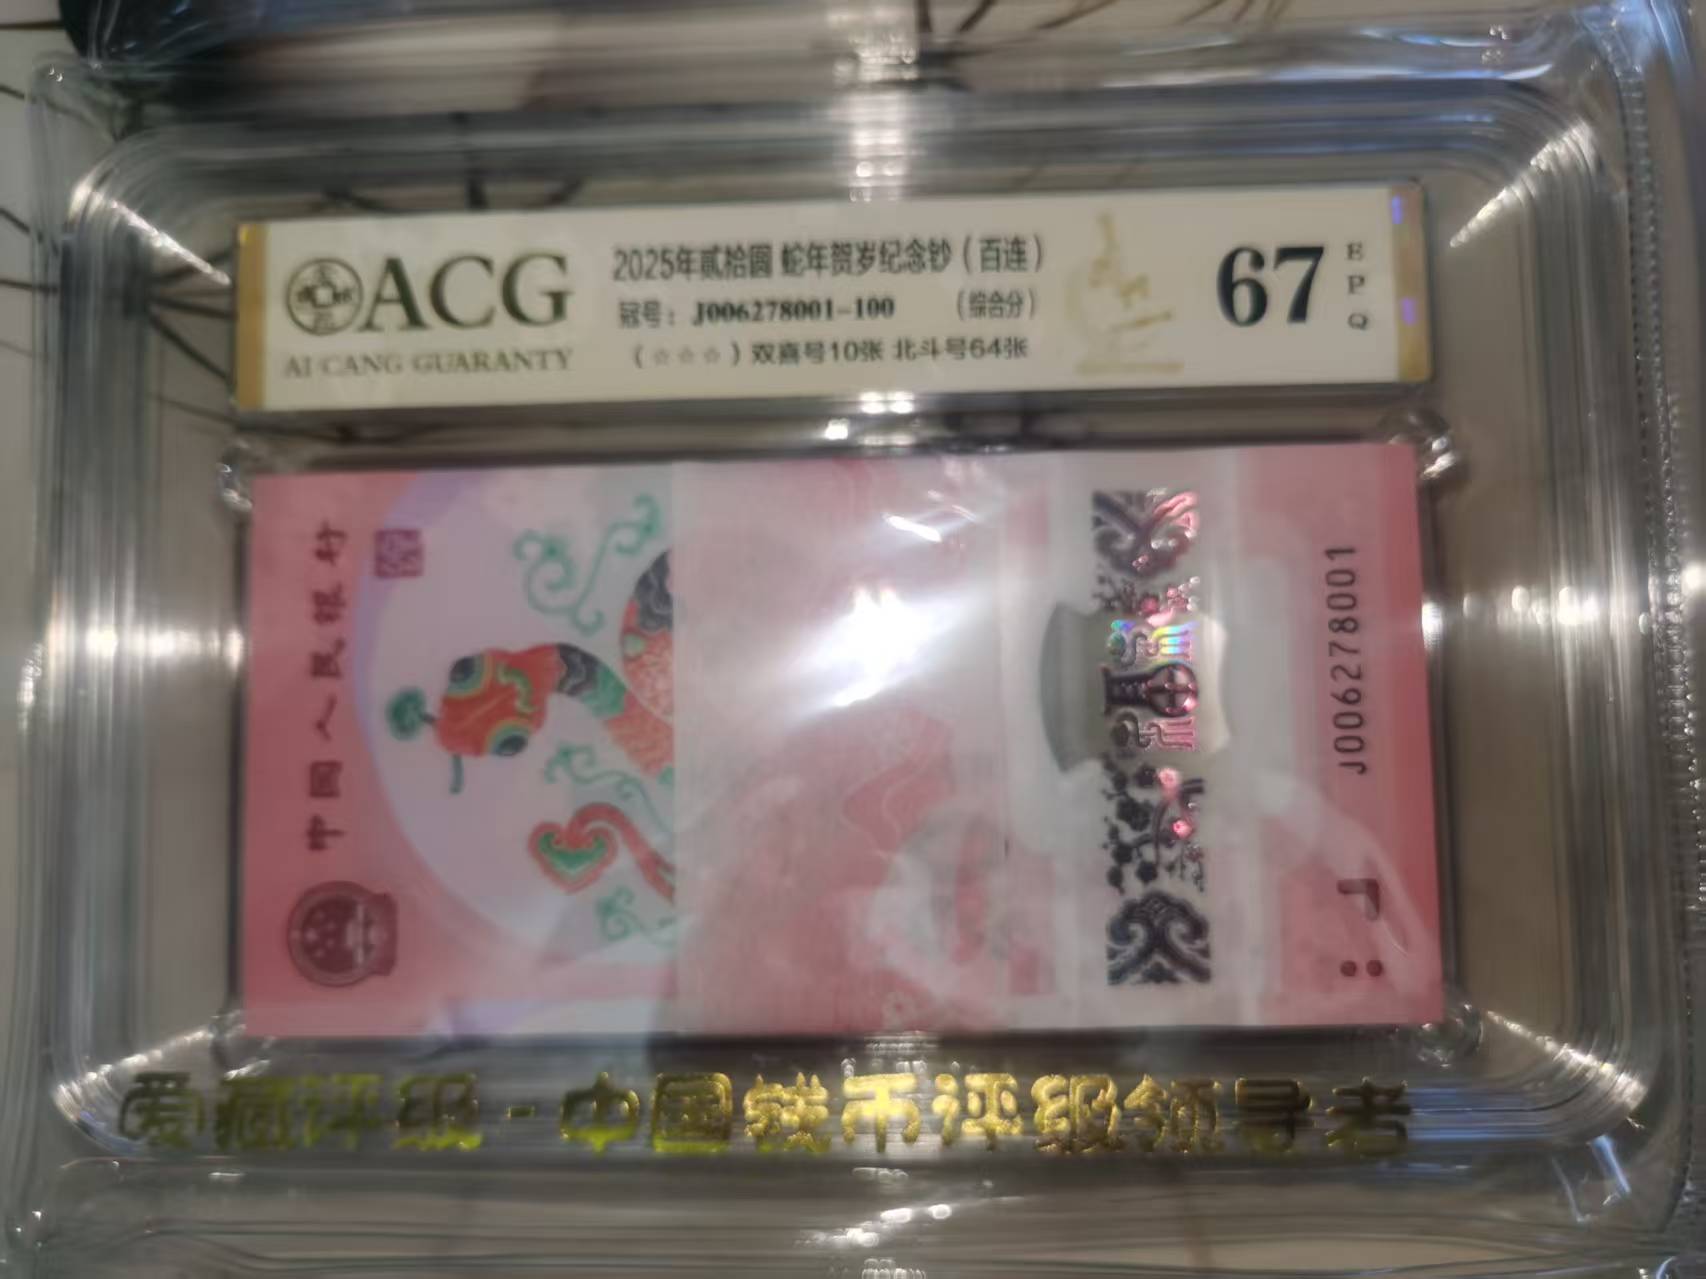 ACG
AI CANG GUARANTY
2025年贰拾圆 蛇年贺岁纪念钞（百连）
冠号：J006278001-100 （综合分）
（☆☆☆）双喜号10张 北斗号64张
67
EPQ
中国人民银行
J006278001
爱藏评级·中国钱币评级领导者